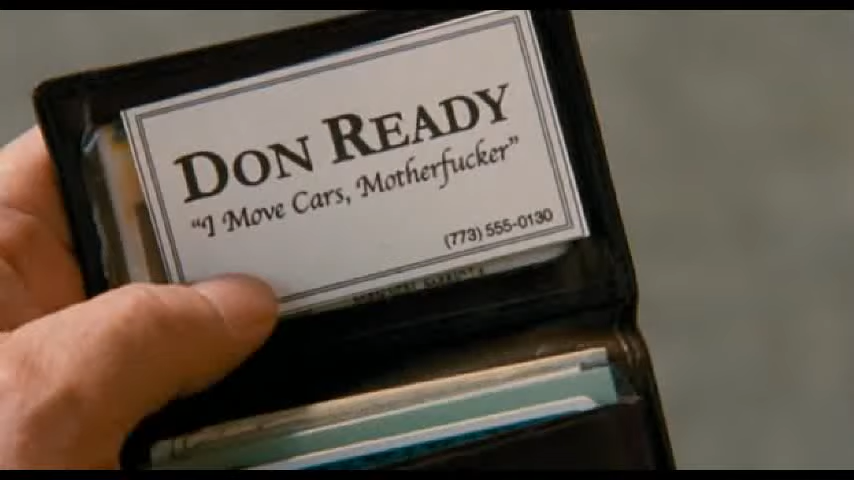 DON READY
“I Move Cars, Motherfucker”
(773) 555-0130